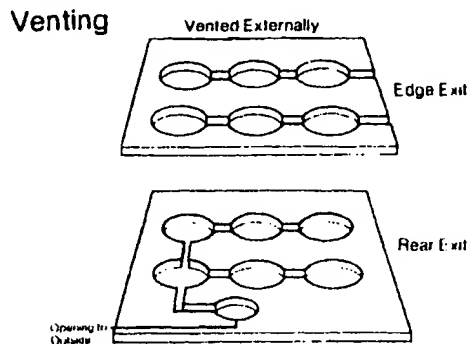 Venting
Vented Externally
Edge Exit
Rear Exit
Opening to
Outside